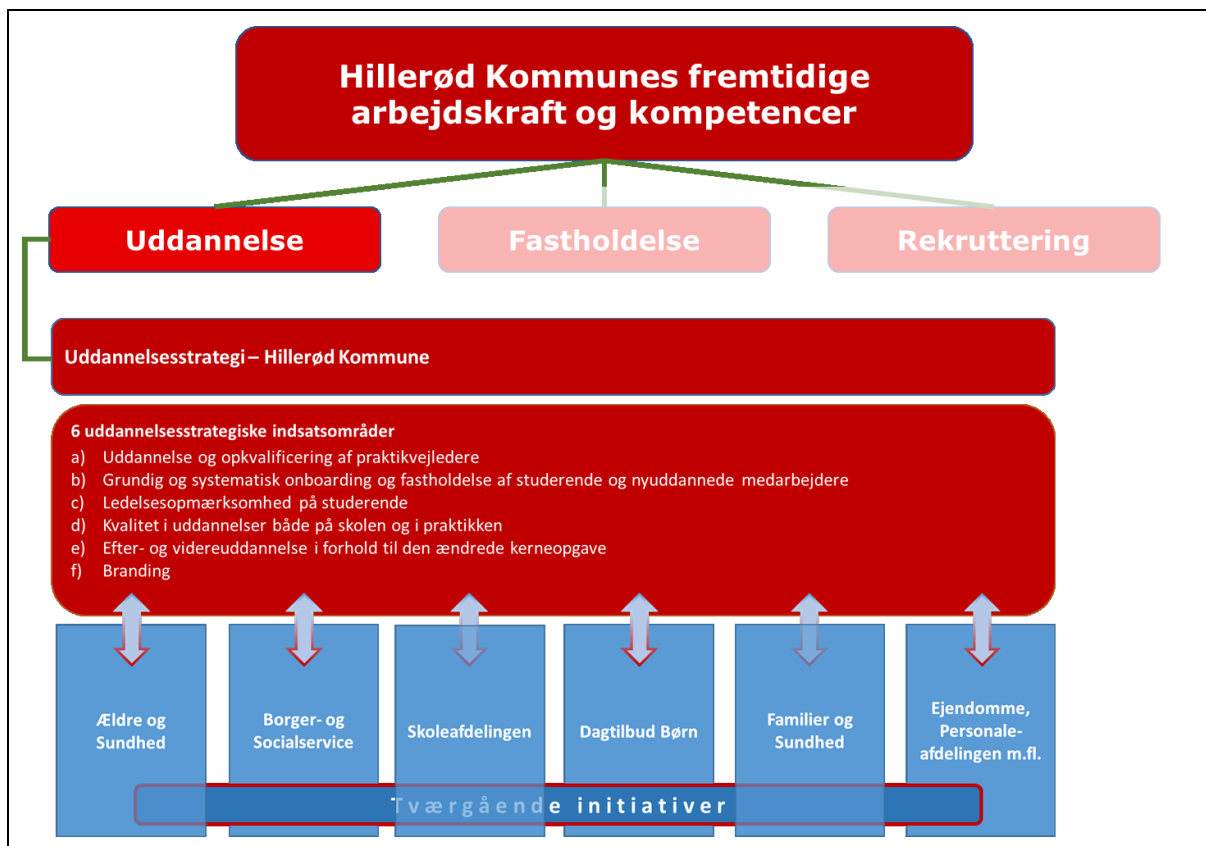 Hillerød Kommunes fremtidige
arbejdskraft og kompetencer
Uddannelse
Fastholdelse
Rekruttering
Uddannelsesstrategi – Hillerød Kommune
6 uddannelsesstrategiske indsatsområder
a) Uddannelse og opkvalificering af praktikvejledere
b) Grundig og systematisk onboarding og fastholdelse af studerende og nyuddannede medarbejdere
c) Ledelsesopmærksomhed på studerende
d) Kvalitet i uddannelser både på skolen og i praktikken
e) Efter- og videreuddannelse i forhold til den ændrede kerneopgave
f) Branding
Ældre og
Sundhed
Borger- og
Socialservice
Skoleafdelingen
Dagtilbud Børn
Familier og
Sundhed
Ejendomme,
Personale-
afdelingen m.fl.
Tværgående initiativer